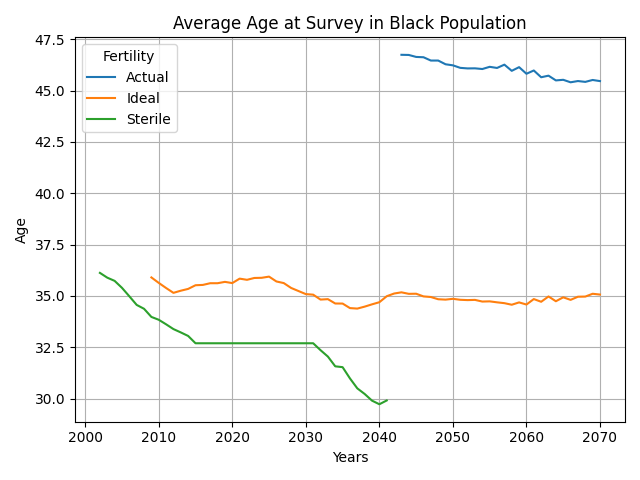 Average Age at Survey in Black Population
47.5
45.0
42.5
40.0
37.5
35.0
32.5
30.0
Age
Fertility
Actual
Ideal
Sterile
2000 2010 2020 2030 2040 2050 2060 2070
Years